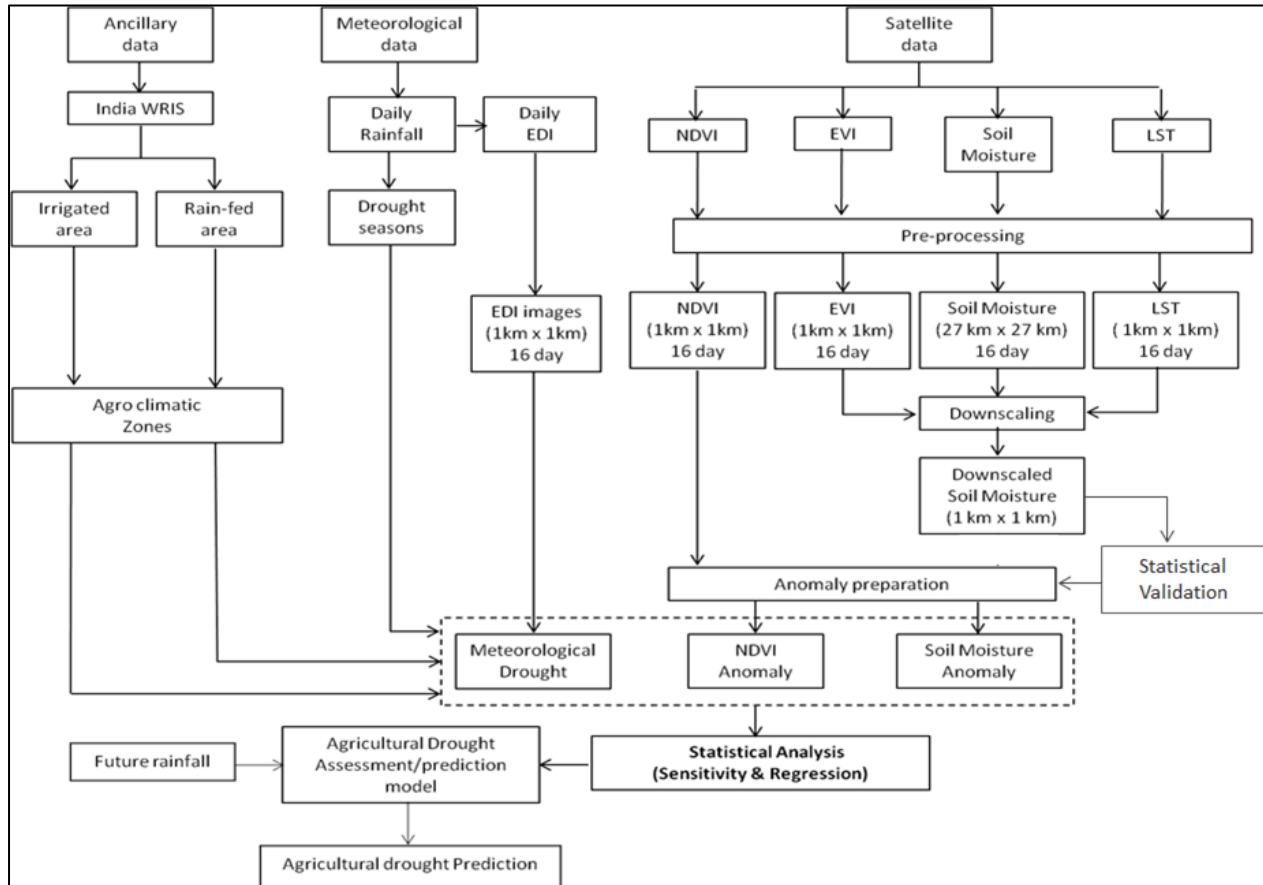 Ancillary
data
Meteorological
data
Satellite
data
India WRIS
Daily
Rainfall
Daily
EDI
NDVI
EVI
Soil
Moisture
LST
Irrigated
area
Rain-fed
area
Drought
seasons
Pre-processing
EDI images
(1km x 1km)
16 day
NDVI
(1km x 1km)
16 day
EVI
(1km x 1km)
16 day
Soil Moisture
(27 km x 27 km)
16 day
LST
( 1km x 1km)
16 day
Agro climatic
Zones
Downscaling
Downscaled
Soil Moisture
(1 km x 1 km)
Statistical
Validation
Anomaly preparation
Meteorological
Drought
NDVI
Anomaly
Soil Moisture
Anomaly
Future rainfall
Agricultural Drought
Assessment/prediction
model
Statistical Analysis
(Sensitivity & Regression)
Agricultural drought Prediction